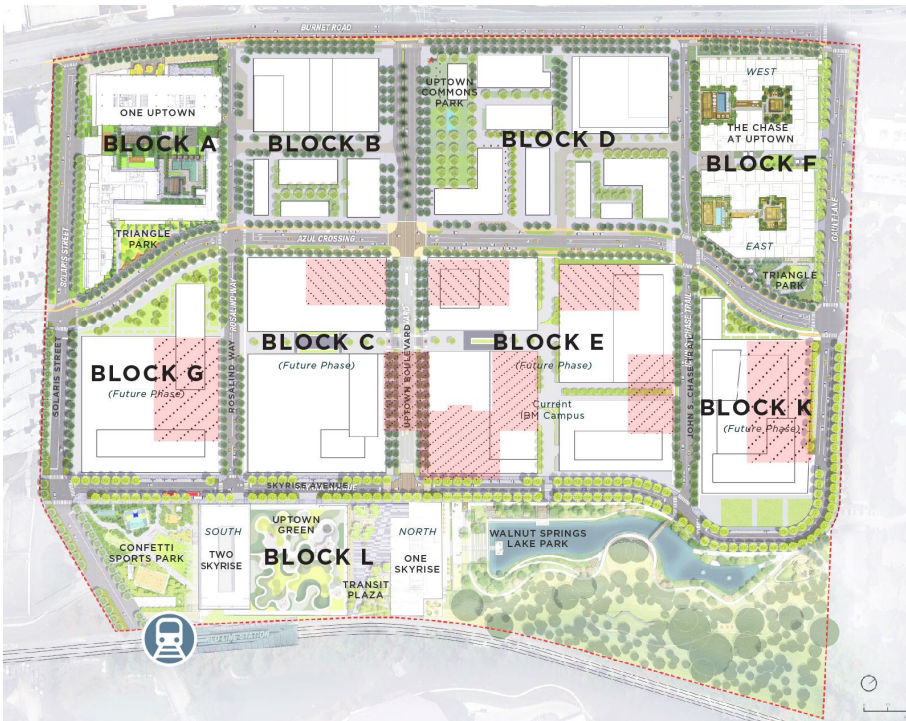 BURNET ROAD
ONE UPTOWN
BLOCK A
TRIANGLE
PARK
SOLARIS STREET
BLOCK B
UPTOWN
COMMONS
PARK
BLOCK D
WEST
THE CHASE
AT UPTOWN
BLOCK F
EAST
TRIANGLE
PARK
GAULT LANE
AZUL CROSSING
ROSALIND WAY
BLOCK G
(Future Phase)
SOLARIS STREET
ROSALIND WAY
BLOCK C
(Future Phase)
UPTOWN BOULEVARD
BLOCK E
(Future Phase)
Current
IBM Campus
JOHN S. CHASE TRAIL
BLOCK K
(Future Phase)
SKYRISE AVENUE
CONFETTI
SPORTS PARK
SOUTH
TWO
SKYRISE
UPTOWN
GREEN
BLOCK L
TRANSIT
PLAZA
NORTH
ONE
SKYRISE
WALNUT SPRINGS
LAKE PARK